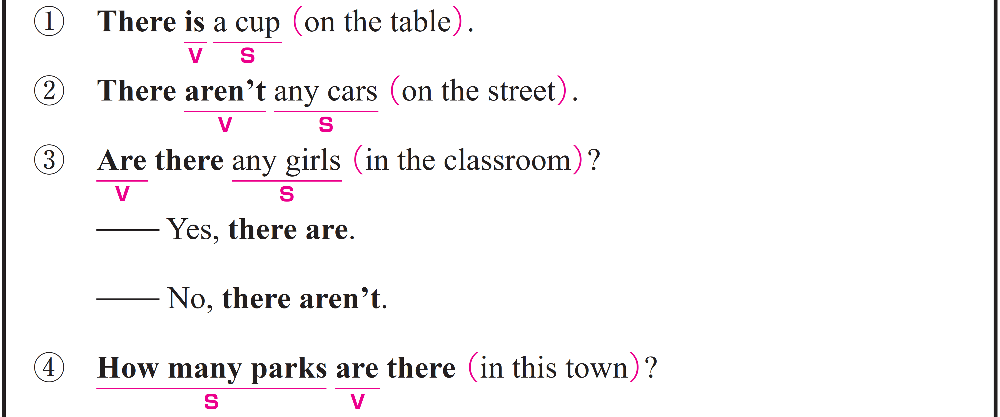 ① There is a cup (on the table).
V S
② There aren’t any cars (on the street).
V S
③ Are there any girls (in the classroom)?
V S
—— Yes, there are.
—— No, there aren’t.
④ How many parks are there (in this town)?
S V